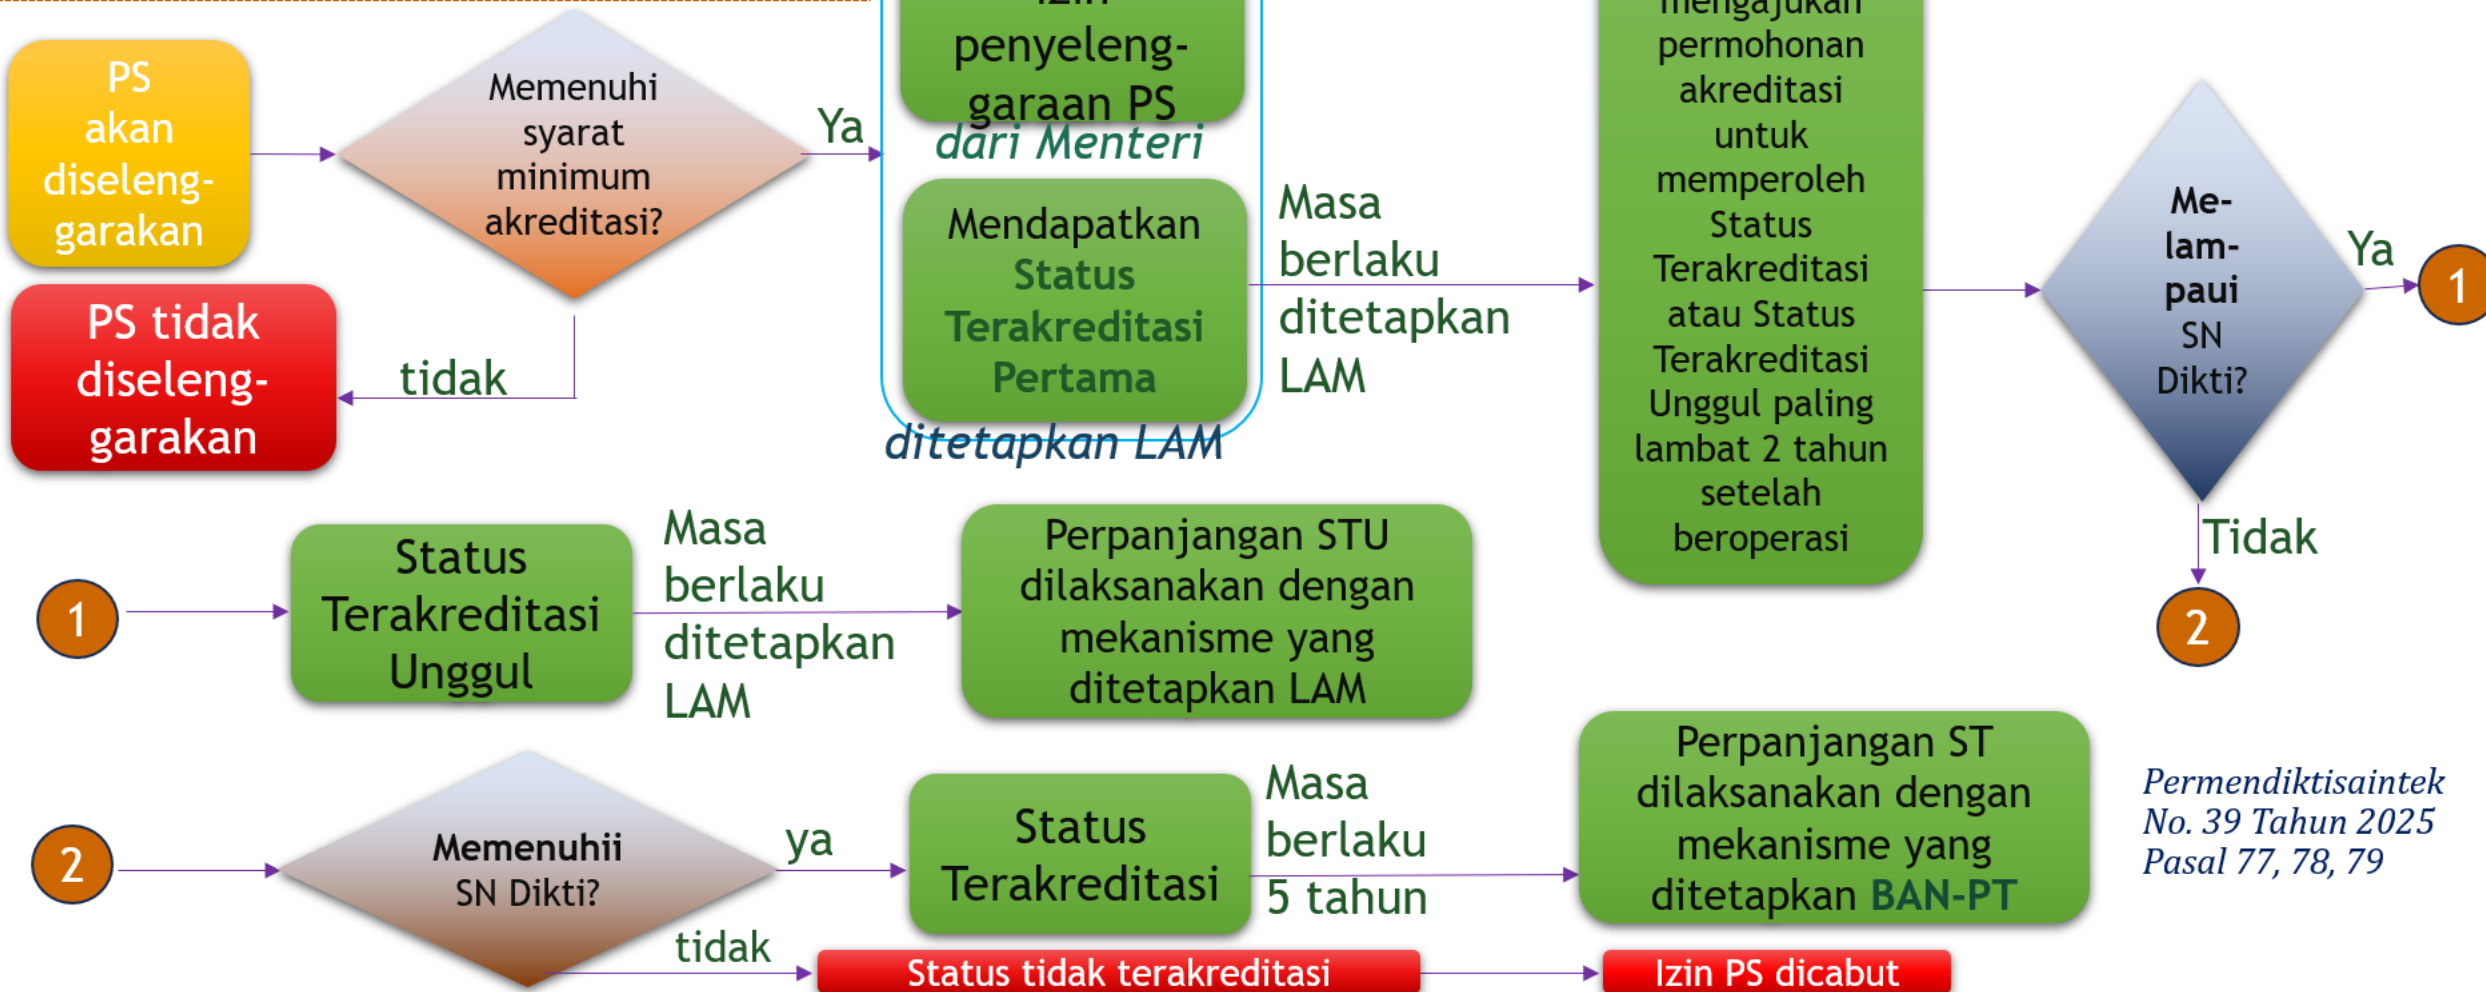 PS
akan
diseleng-
garakan
Memenuhi
syarat
minimum
akreditasi?
Ya
izin
penyeleng-
garaan PS
dari Menteri
Mendapatkan
Status
Terakreditasi
Pertama
ditetapkan LAM
Masa
berlaku
ditetapkan
LAM
mengajukan
permohonan
akreditasi
untuk
memperoleh
Status
Terakreditasi
atau Status
Terakreditasi
Unggul paling
lambat 2 tahun
setelah
beroperasi
Me-
lam-
paui
SN
Dikti?
Ya
1
Tidak
2
tidak
PS tidak
diseleng-
garakan
1
Status
Terakreditasi
Unggul
Masa
berlaku
ditetapkan
LAM
Perpanjangan STU
dilaksanakan dengan
mekanisme yang
ditetapkan LAM
2
Memenuhii
SN Dikti?
ya
Status
Terakreditasi
Masa
berlaku
5 tahun
Perpanjangan ST
dilaksanakan dengan
mekanisme yang
ditetapkan BAN-PT
tidak
Status tidak terakreditasi
Izin PS dicabut
Permendiktisaintek
No. 39 Tahun 2025
Pasal 77, 78, 79